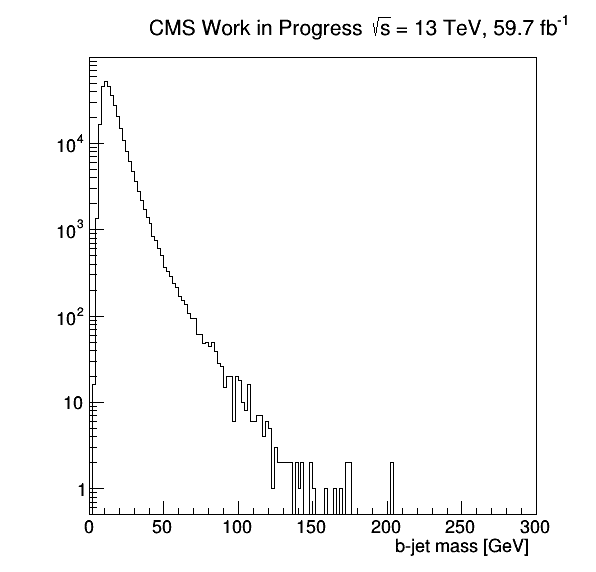 CMS Work in Progress √s = 13 TeV, 59.7 fb⁻¹
10⁴
10³
10²
10
1
0 50 100 150 200 250 300
b-jet mass [GeV]